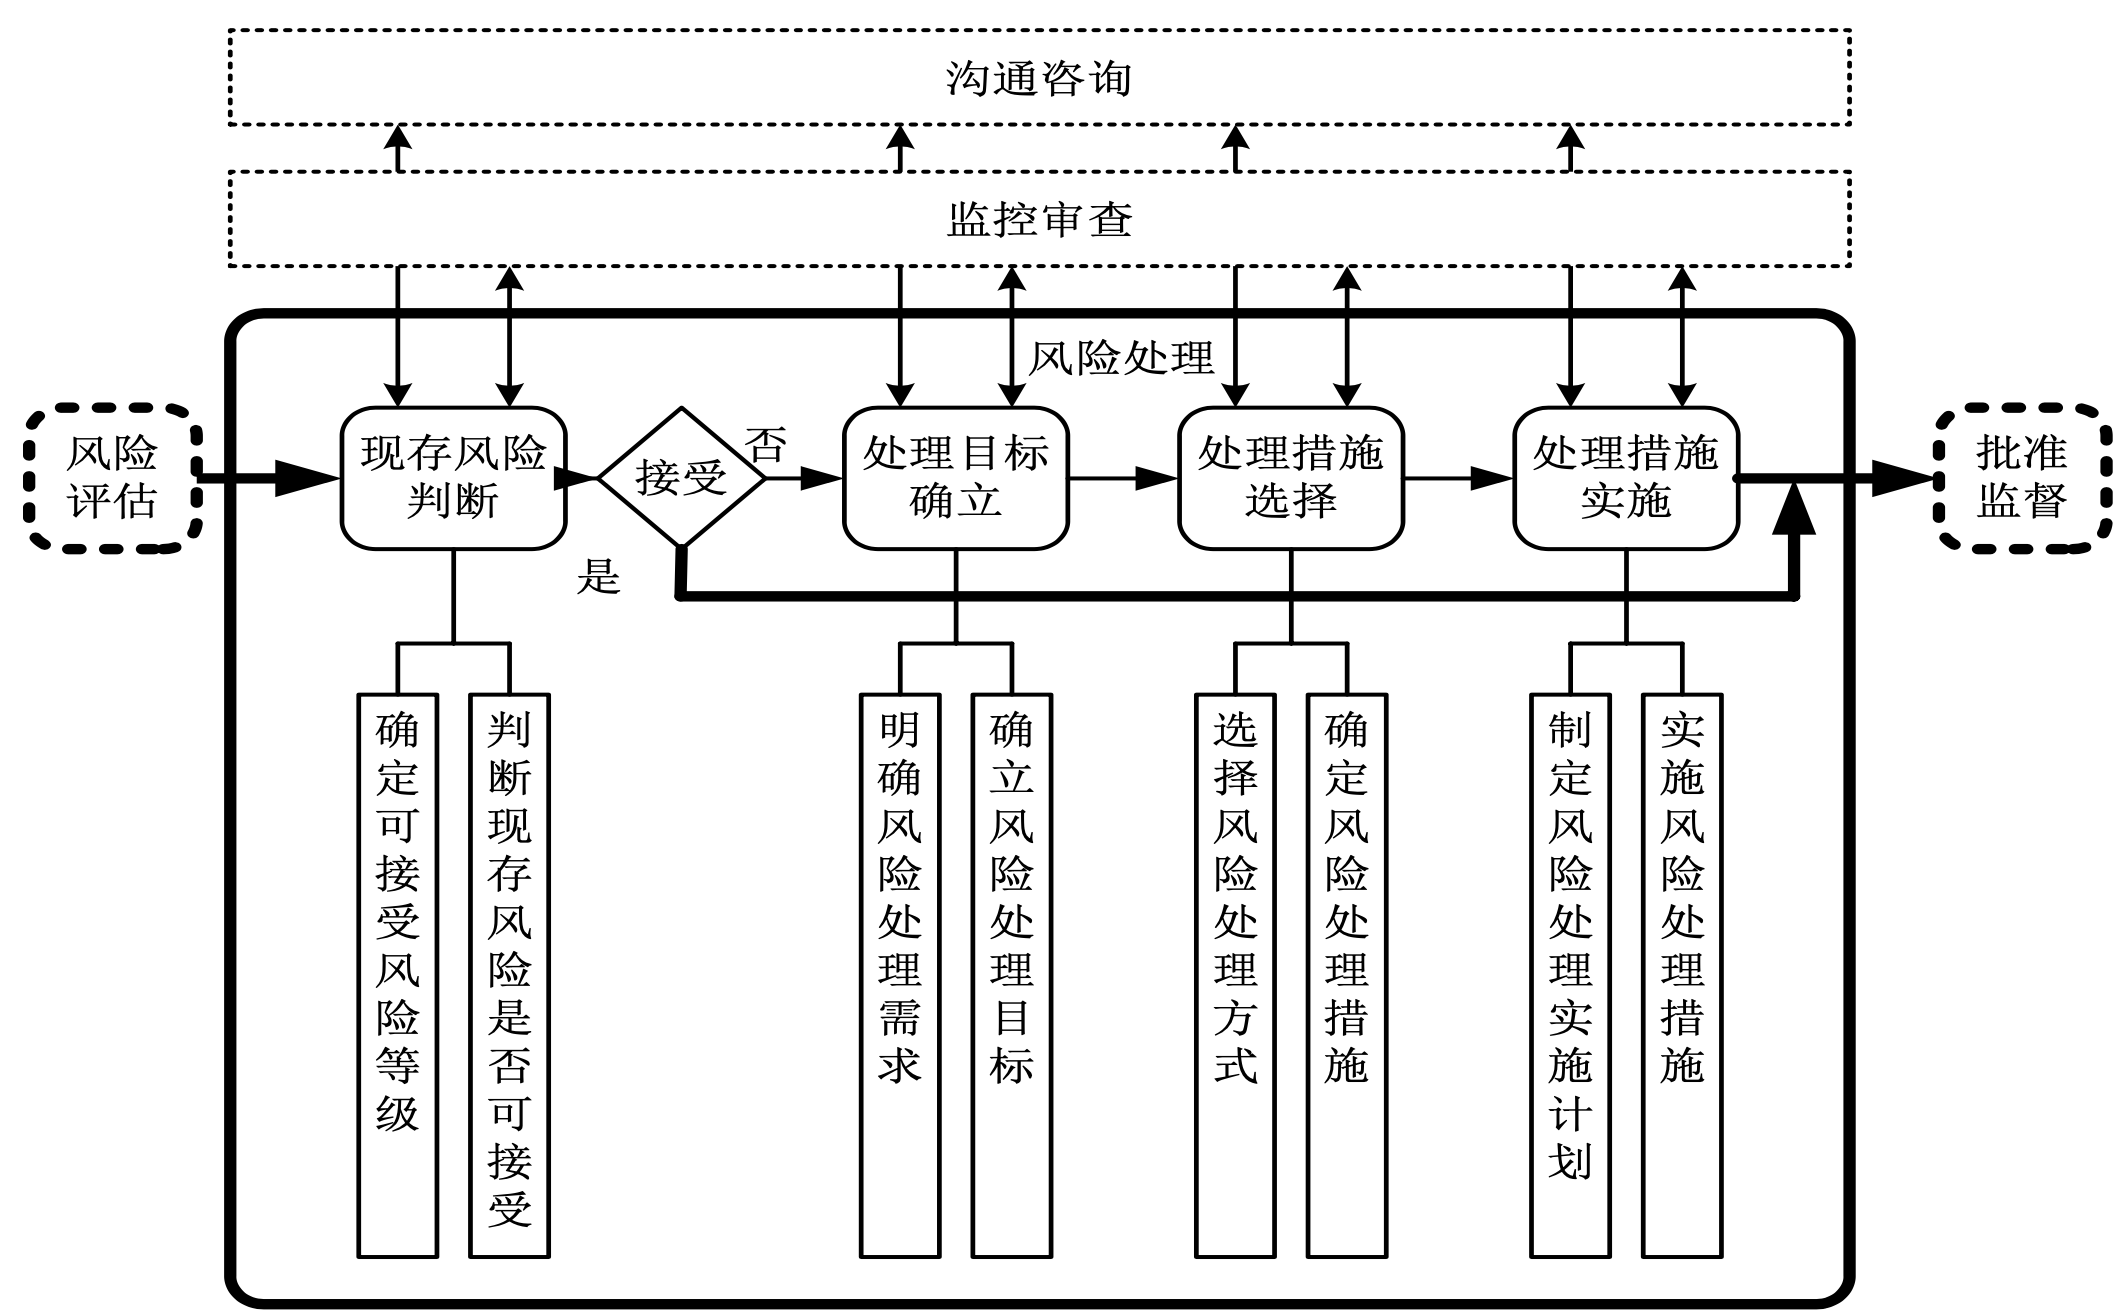 沟通咨询
监控审查
风险处理
风险
评估
现存风险
判断
接受
否
是
处理目标
确立
处理措施
选择
处理措施
实施
批准
监督
确定可接受风险等级
判断现存风险是否可接受
明确风险处理需求
确立风险处理目标
选择风险处理方式
确定风险处理措施
制定风险处理实施计划
实施风险处理措施